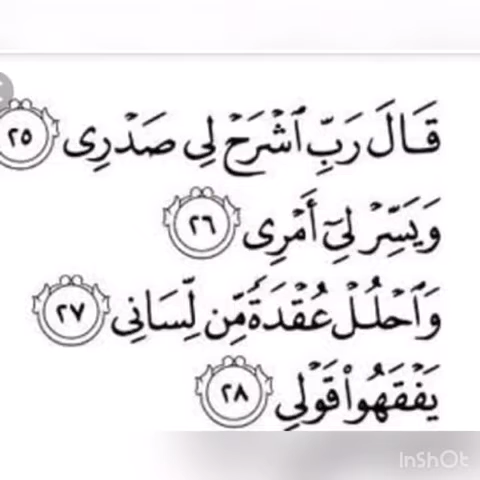 قَالَ رَبِّ ٱشْرَحْ لِى صَدْرِى ٢٥
وَيَسِّرْ لِىٓ أَمْرِى ٢٦
وَٱحْلُلْ عُقْدَةً مِّن لِّسَانِى ٢٧
يَفْقَهُوا۟ قَوْلِى ٢٨
InShOt